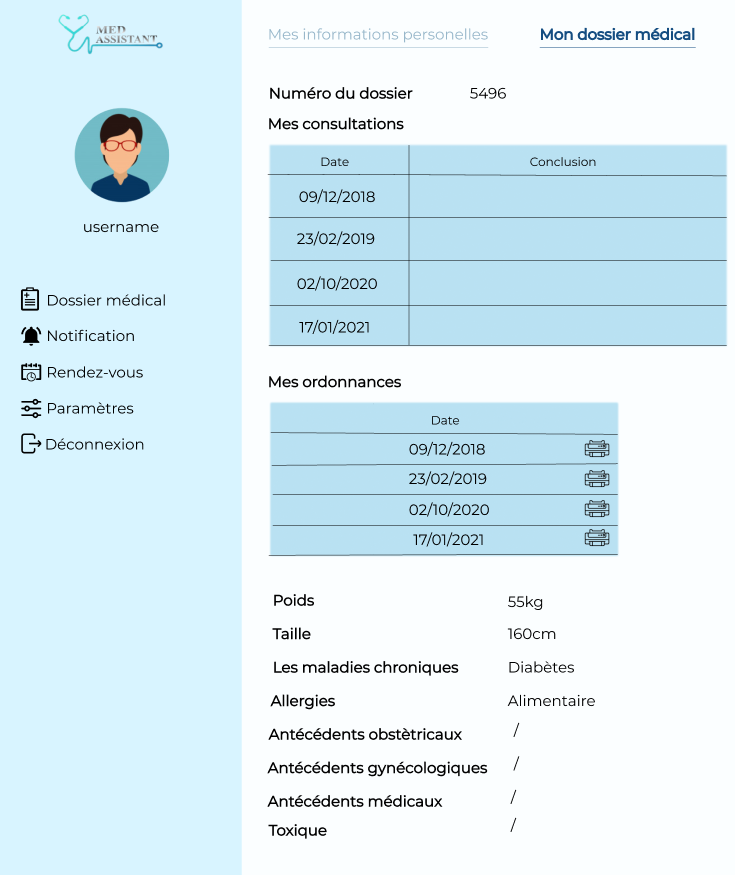 MED
ASSISTANT
username
Dossier médical
Notification
Rendez-vous
Paramètres
Déconnexion
Mes informations personelles
Mon dossier médical
Numéro du dossier 5496
Mes consultations
Date Conclusion
09/12/2018
23/02/2019
02/10/2020
17/01/2021
Mes ordonnances
Date
09/12/2018
23/02/2019
02/10/2020
17/01/2021
Poids 55kg
Taille 160cm
Les maladies chroniques Diabètes
Allergies Alimentaire
Antécédents obstètricaux /
Antécédents gynécologiques /
Antécédents médicaux /
Toxique /